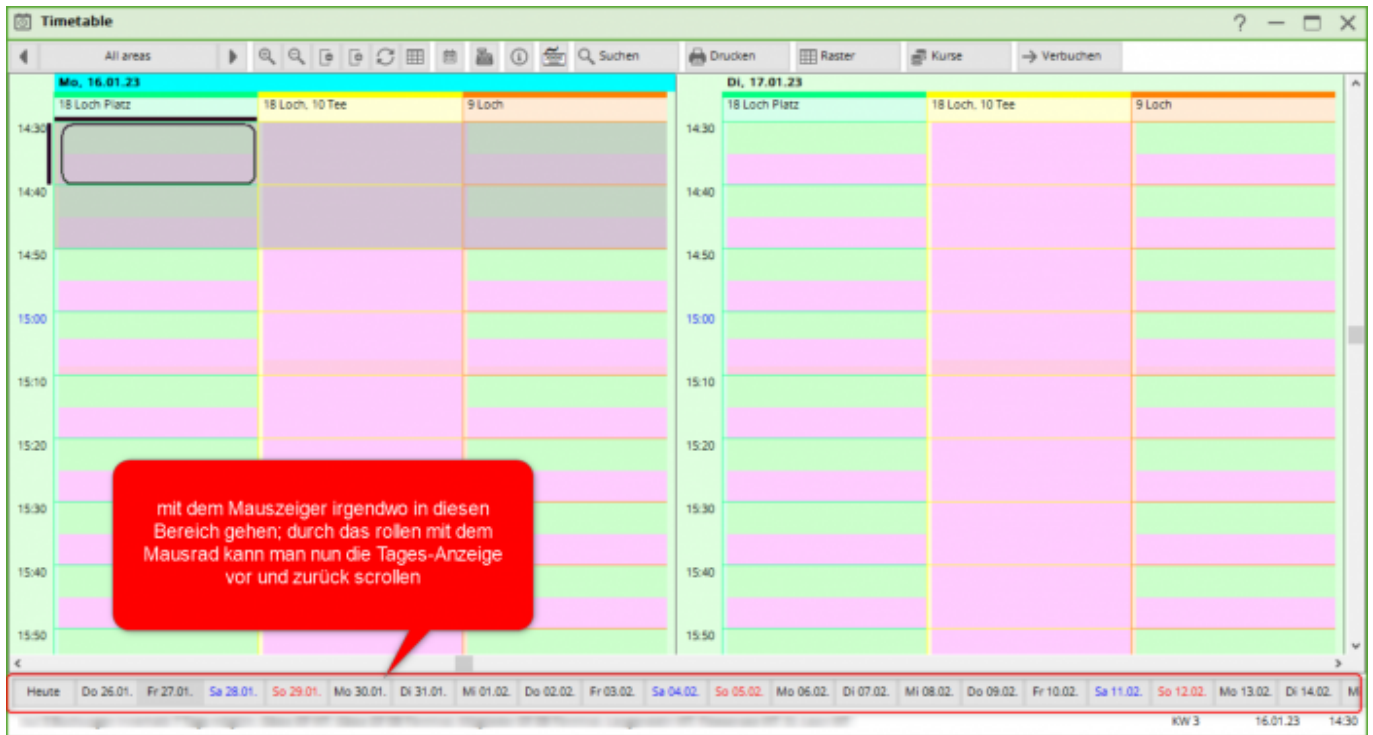 Timetable
All areas Suchen Drucken Raster Kurse Verbuchen
Mo, 16.01.23 Di, 17.01.23
18 Loch Platz 18 Loch, 10 Tee 9 Loch 18 Loch Platz 18 Loch, 10 Tee 9 Loch
14:30 14:30
14:40 14:40
14:50 14:50
15:00 15:00
15:10 15:10
15:20 15:20
15:30 15:30
15:40 15:40
15:50 15:50
mit dem Mauszeiger irgendwo in diesen
Bereich gehen; durch das rollen mit dem
Mausrad kann man nun die Tages-Anzeige
vor und zurück scrollen
Heute Do 26.01. Fr 27.01. Sa 28.01. So 29.01. Mo 30.01. Di 31.01. Mi 01.02. Do 02.02. Fr 03.02. Sa 04.02. So 05.02. Mo 06.02. Di 07.02. Mi 08.02. Do 09.02. Fr 10.02. Sa 11.02. So 12.02. Mo 13.02. Di 14.02. M
KW 3 16.01.23 14:30